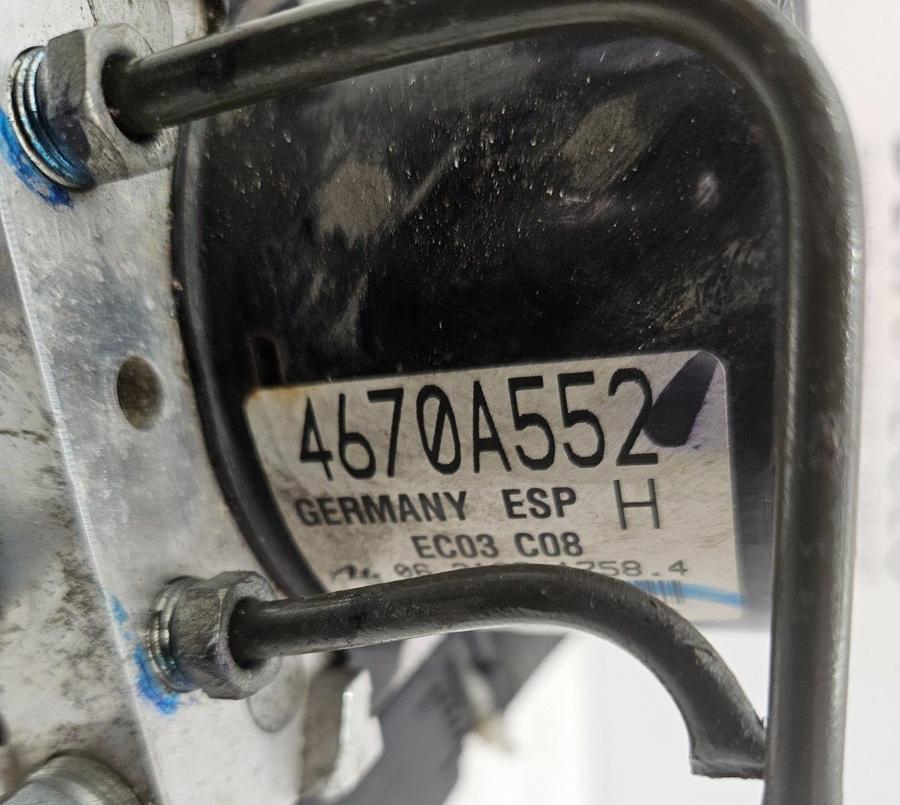 4670A552
GERMANY ESP H
EC03 C08